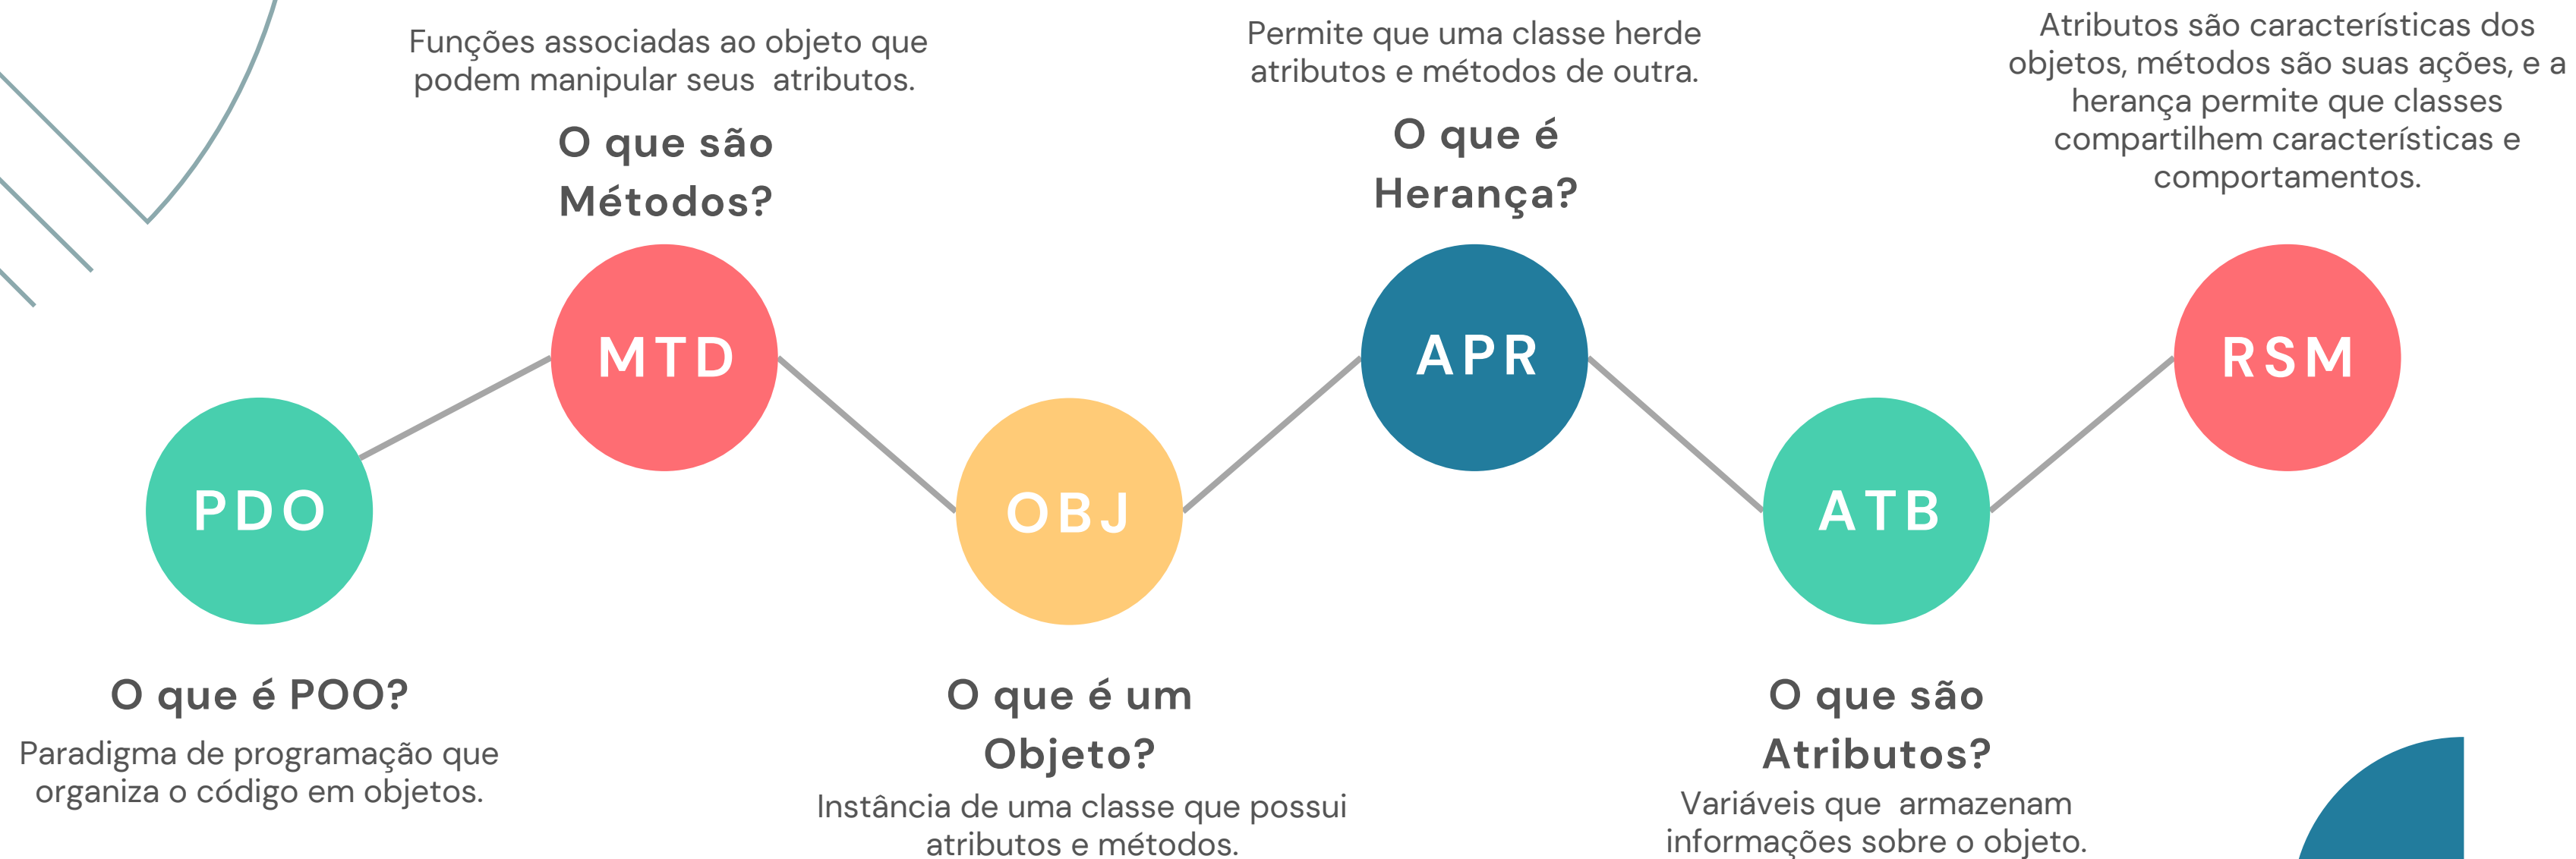 PDO
O que é POO?
Paradigma de programação que
organiza o código em objetos.
Funções associadas ao objeto que
podem manipular seus  atributos.
O que são
Métodos?
MTD
OBJ
O que é um
Objeto?
Instância de uma classe que possui
atributos e métodos.
Permite que uma classe herde
atributos e métodos de outra.
O que é
Herança?
APR
ATB
O que são
Atributos?
Variáveis que  armazenam
informações sobre o objeto.
Atributos são características dos
objetos, métodos são suas ações, e a
herança permite que classes
compartilhem características e
comportamentos.
RSM